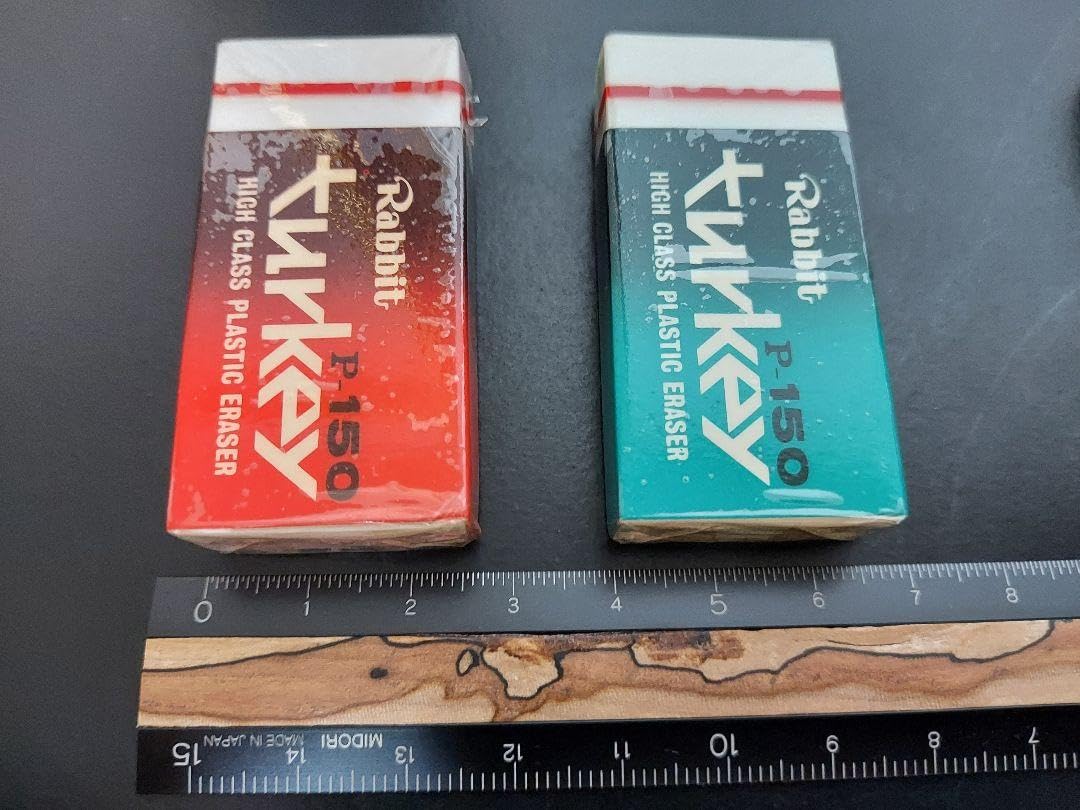 Rabbit
turkey
P-150
HIGH CLASS PLASTIC ERASER
Rabbit
turkey
P-150
HIGH CLASS PLASTIC ERASER
0 1 2 3 4 5 6 7 8
15 14 13 12 11 10 9 8 7
MIDORI MADE IN JAPAN